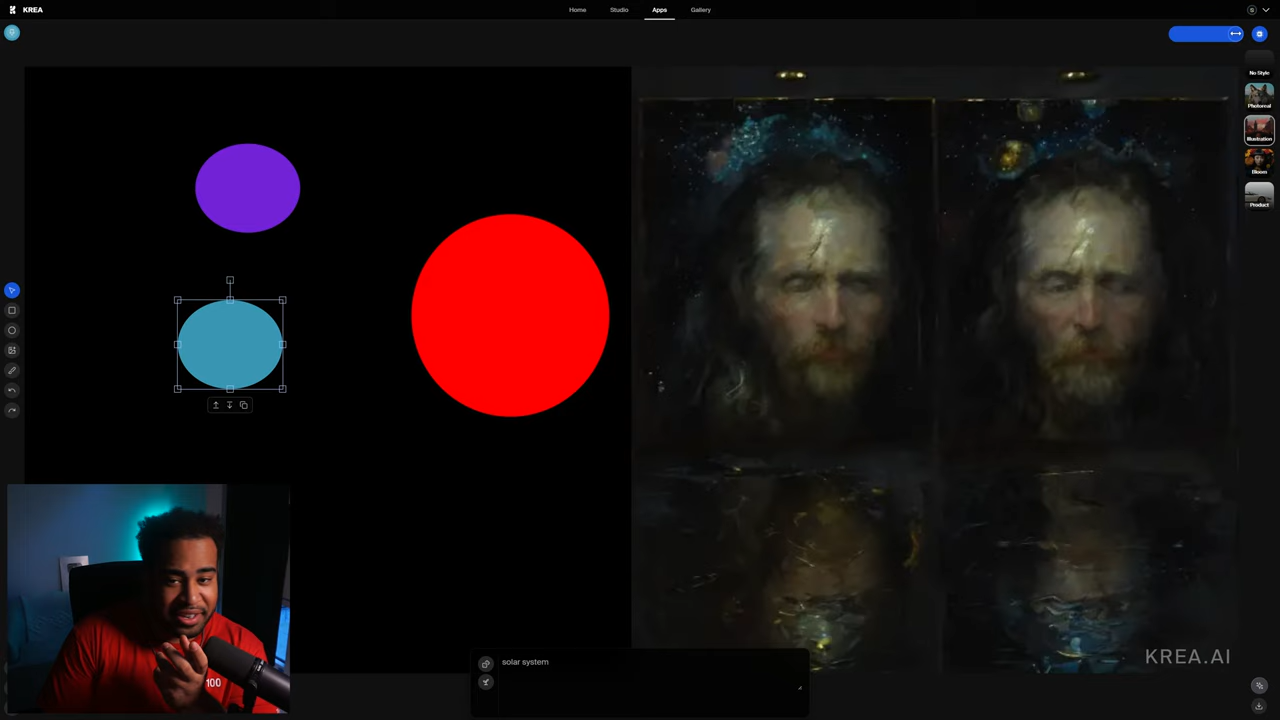 KREA
Home
Studio
Apps
Gallery
No Style
Photoreal
Illustration
Bloom
Product
solar system
100
KREA.AI